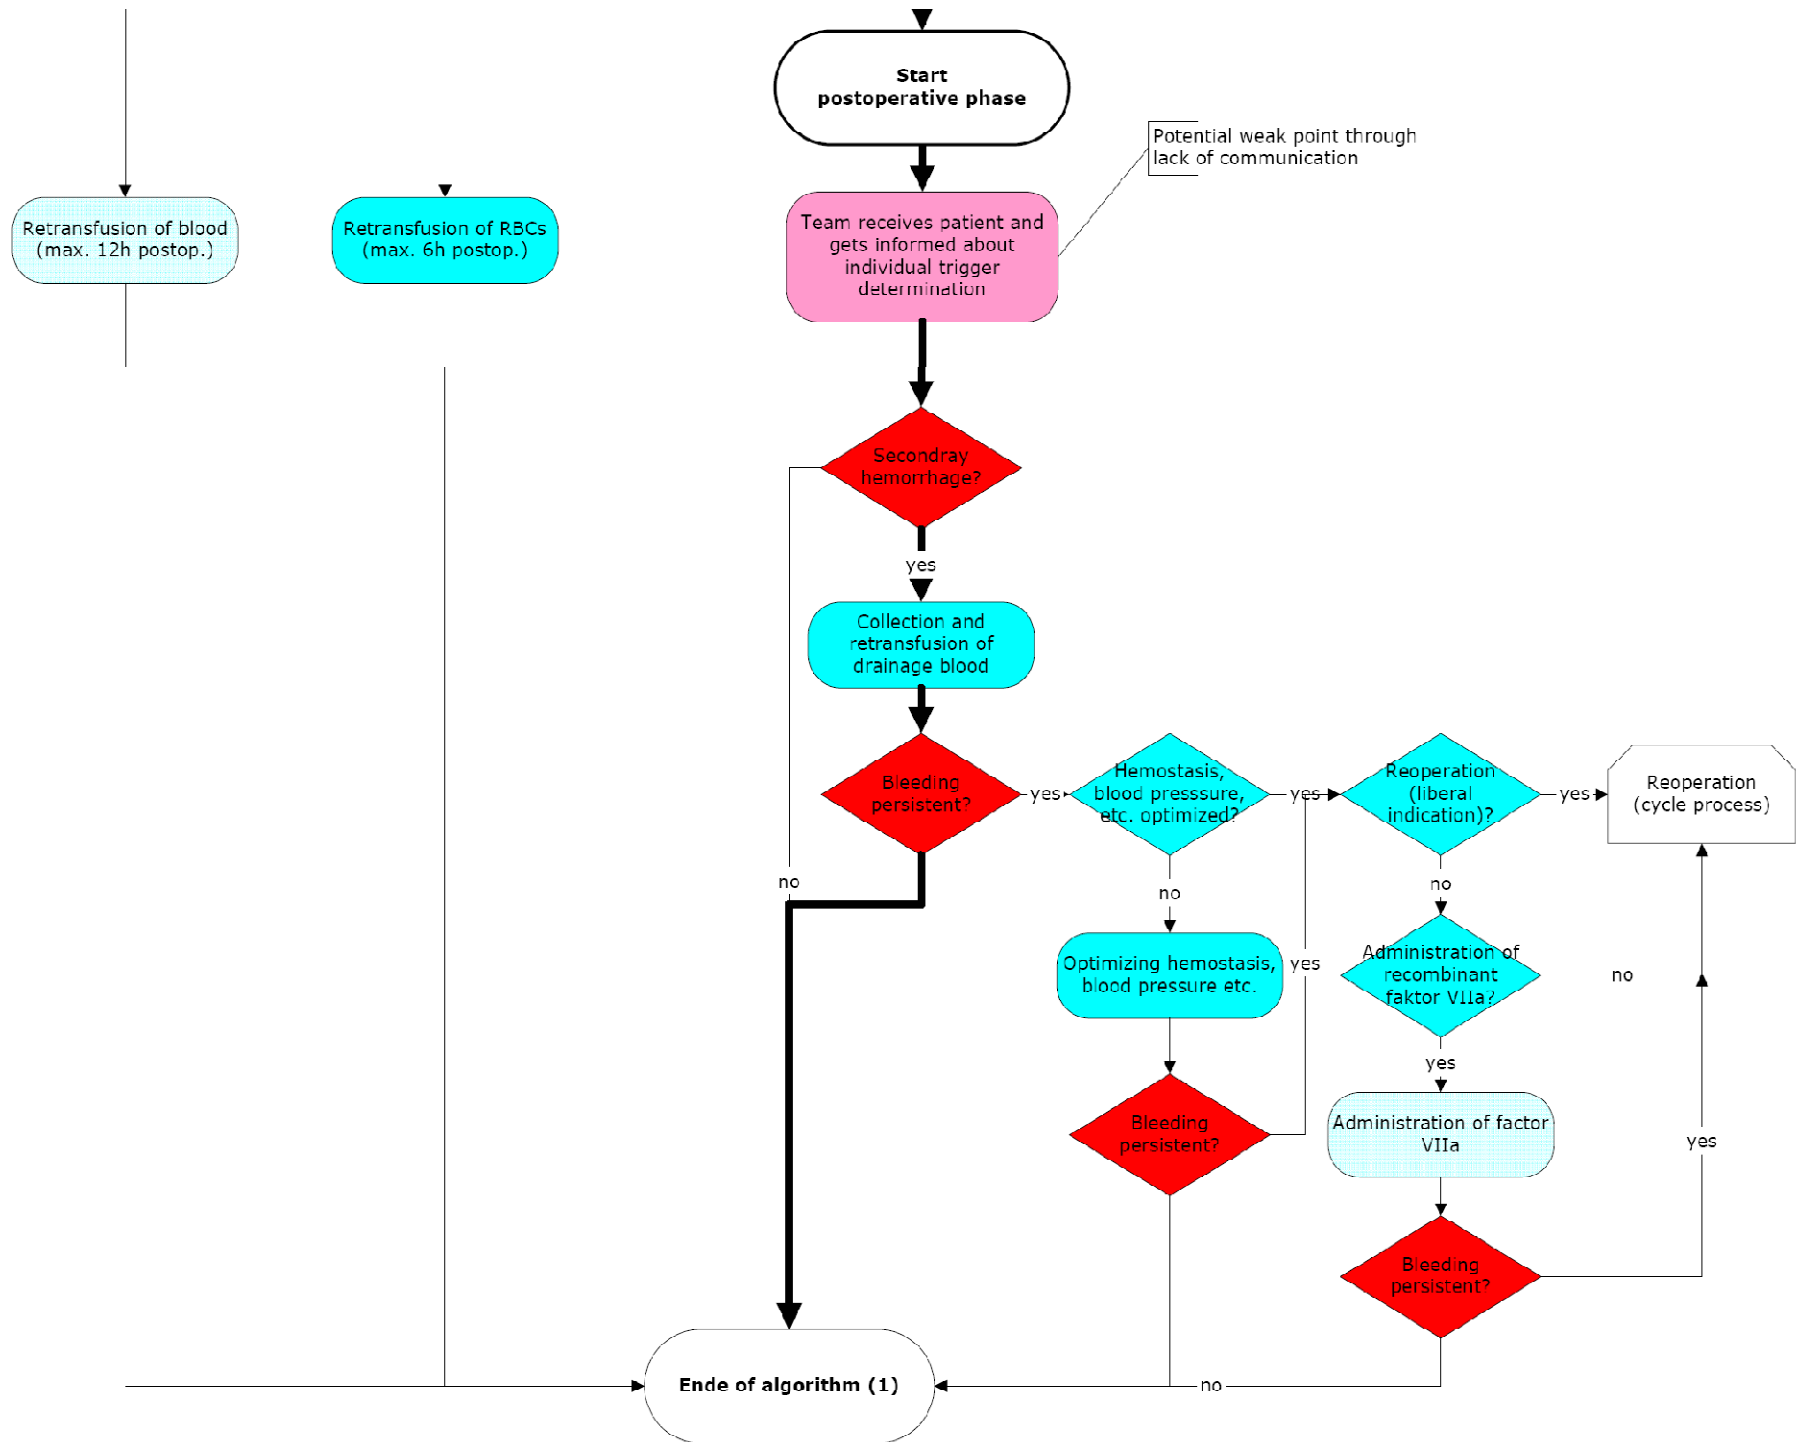 Start
postoperative phase
Potential weak point through
lack of communication
Retransfusion of blood
(max. 12h postop.)
Retransfusion of RBCs
(max. 6h postop.)
Team receives patient and
gets informed about
individual trigger
determination
Secondray
hemorrhage?
yes
Collection and
retransfusion of
drainage blood
Bleeding
persistent?
yes
Hemostasis,
blood presssure,
etc. optimized?
yes
Reoperation
(liberal
indication)?
yes
Reoperation
(cycle process)
no
no
no
Optimizing hemostasis,
blood pressure etc.
yes
Administration of
recombinant
faktor VIIa?
no
yes
Bleeding
persistent?
Administration of factor
VIIa
yes
Bleeding
persistent?
Ende of algorithm (1)
no